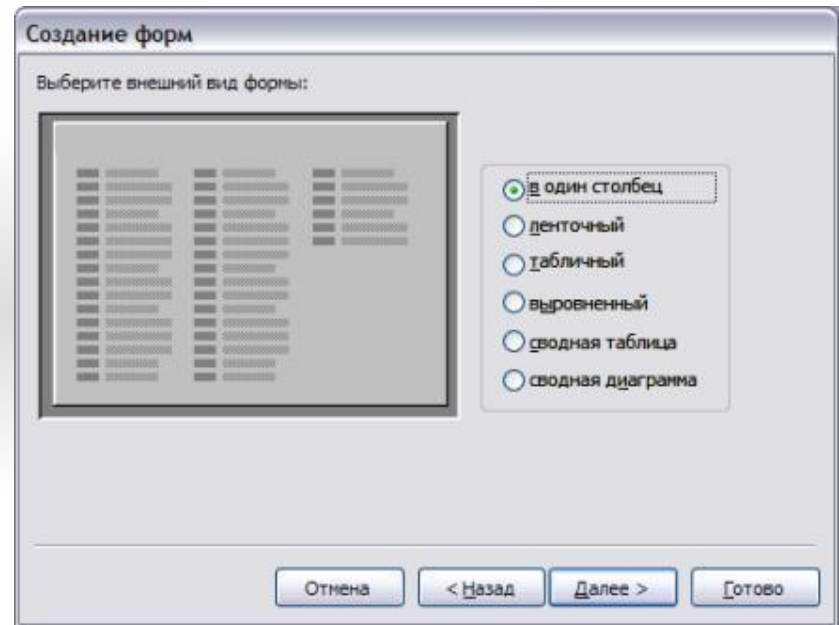 Создание форм
Выберите внешний вид формы:
в один столбец
ленточный
табличный
выровненный
сводная таблица
сводная диаграмма
Отмена
< Назад
Далее >
Готово